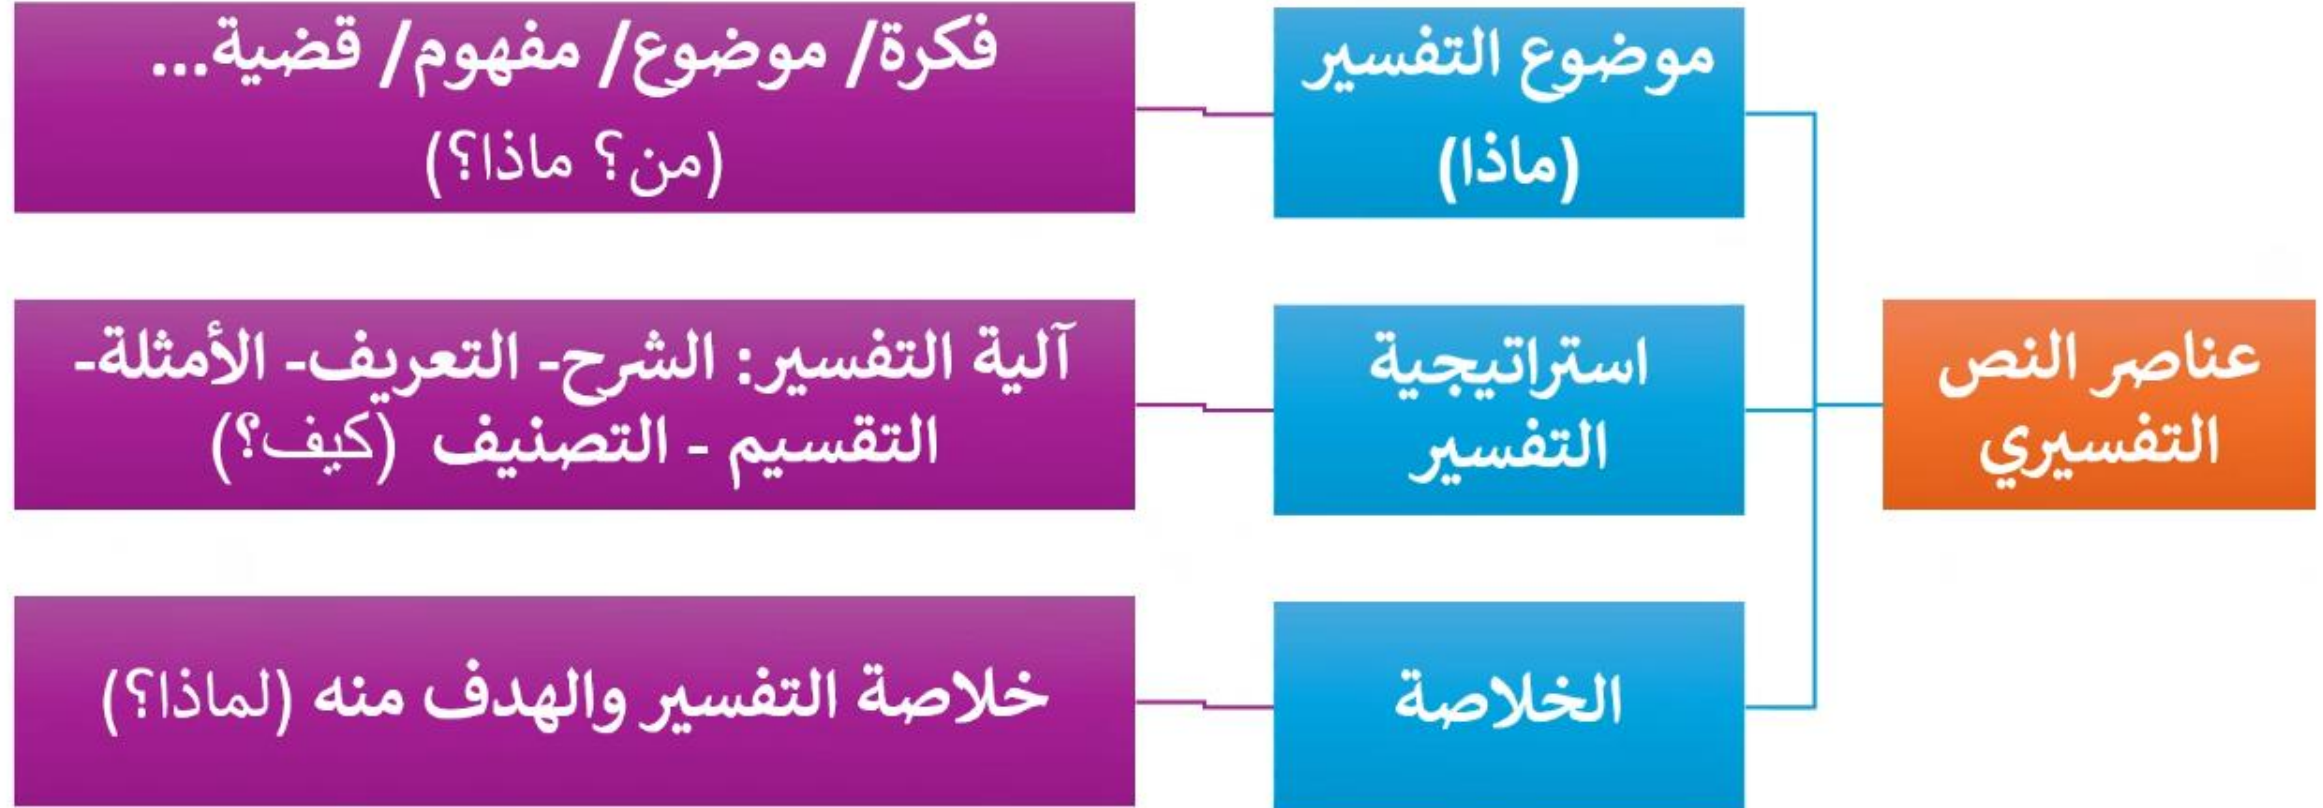 عناصر النص
التفسيري
موضوع التفسير
(ماذا)
فكرة/ موضوع/ مفهوم/ قضية...
(من؟ ماذا؟)
استراتيجية
التفسير
آلية التفسير: الشرح- التعريف- الأمثلة-
التقسيم - التصنيف (كيف؟)
الخلاصة
خلاصة التفسير والهدف منه (لماذا؟)